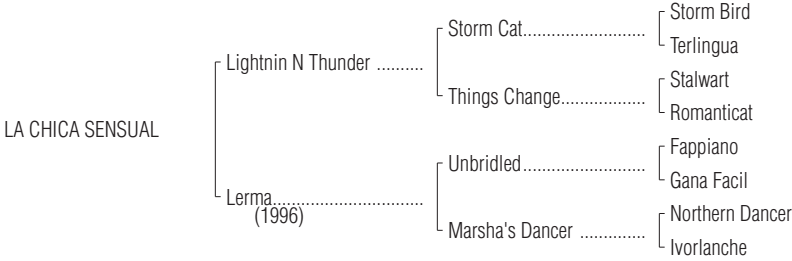 Storm Bird
Storm Cat..........................
Terlingua
Lightnin N Thunder ..........
Stalwart
Things Change..................
Romanticat
LA CHICA SENSUAL
Fappiano
Unbridled..........................
Gana Facil
Lerma................................
(1996)
Northern Dancer
Marsha's Dancer ..............
Ivorlanche